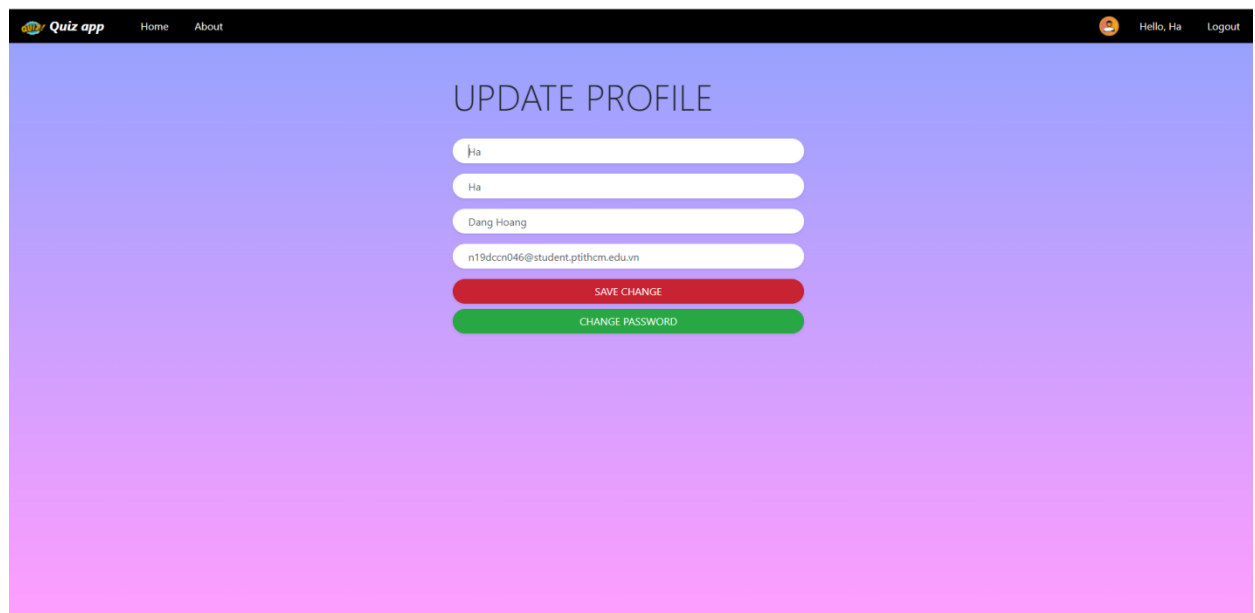 QUIZ! Quiz app Home About Hello, Ha Logout
UPDATE PROFILE
Ha
Ha
Dang Hoang
n19dccn046@student.ptithcm.edu.vn
SAVE CHANGE
CHANGE PASSWORD